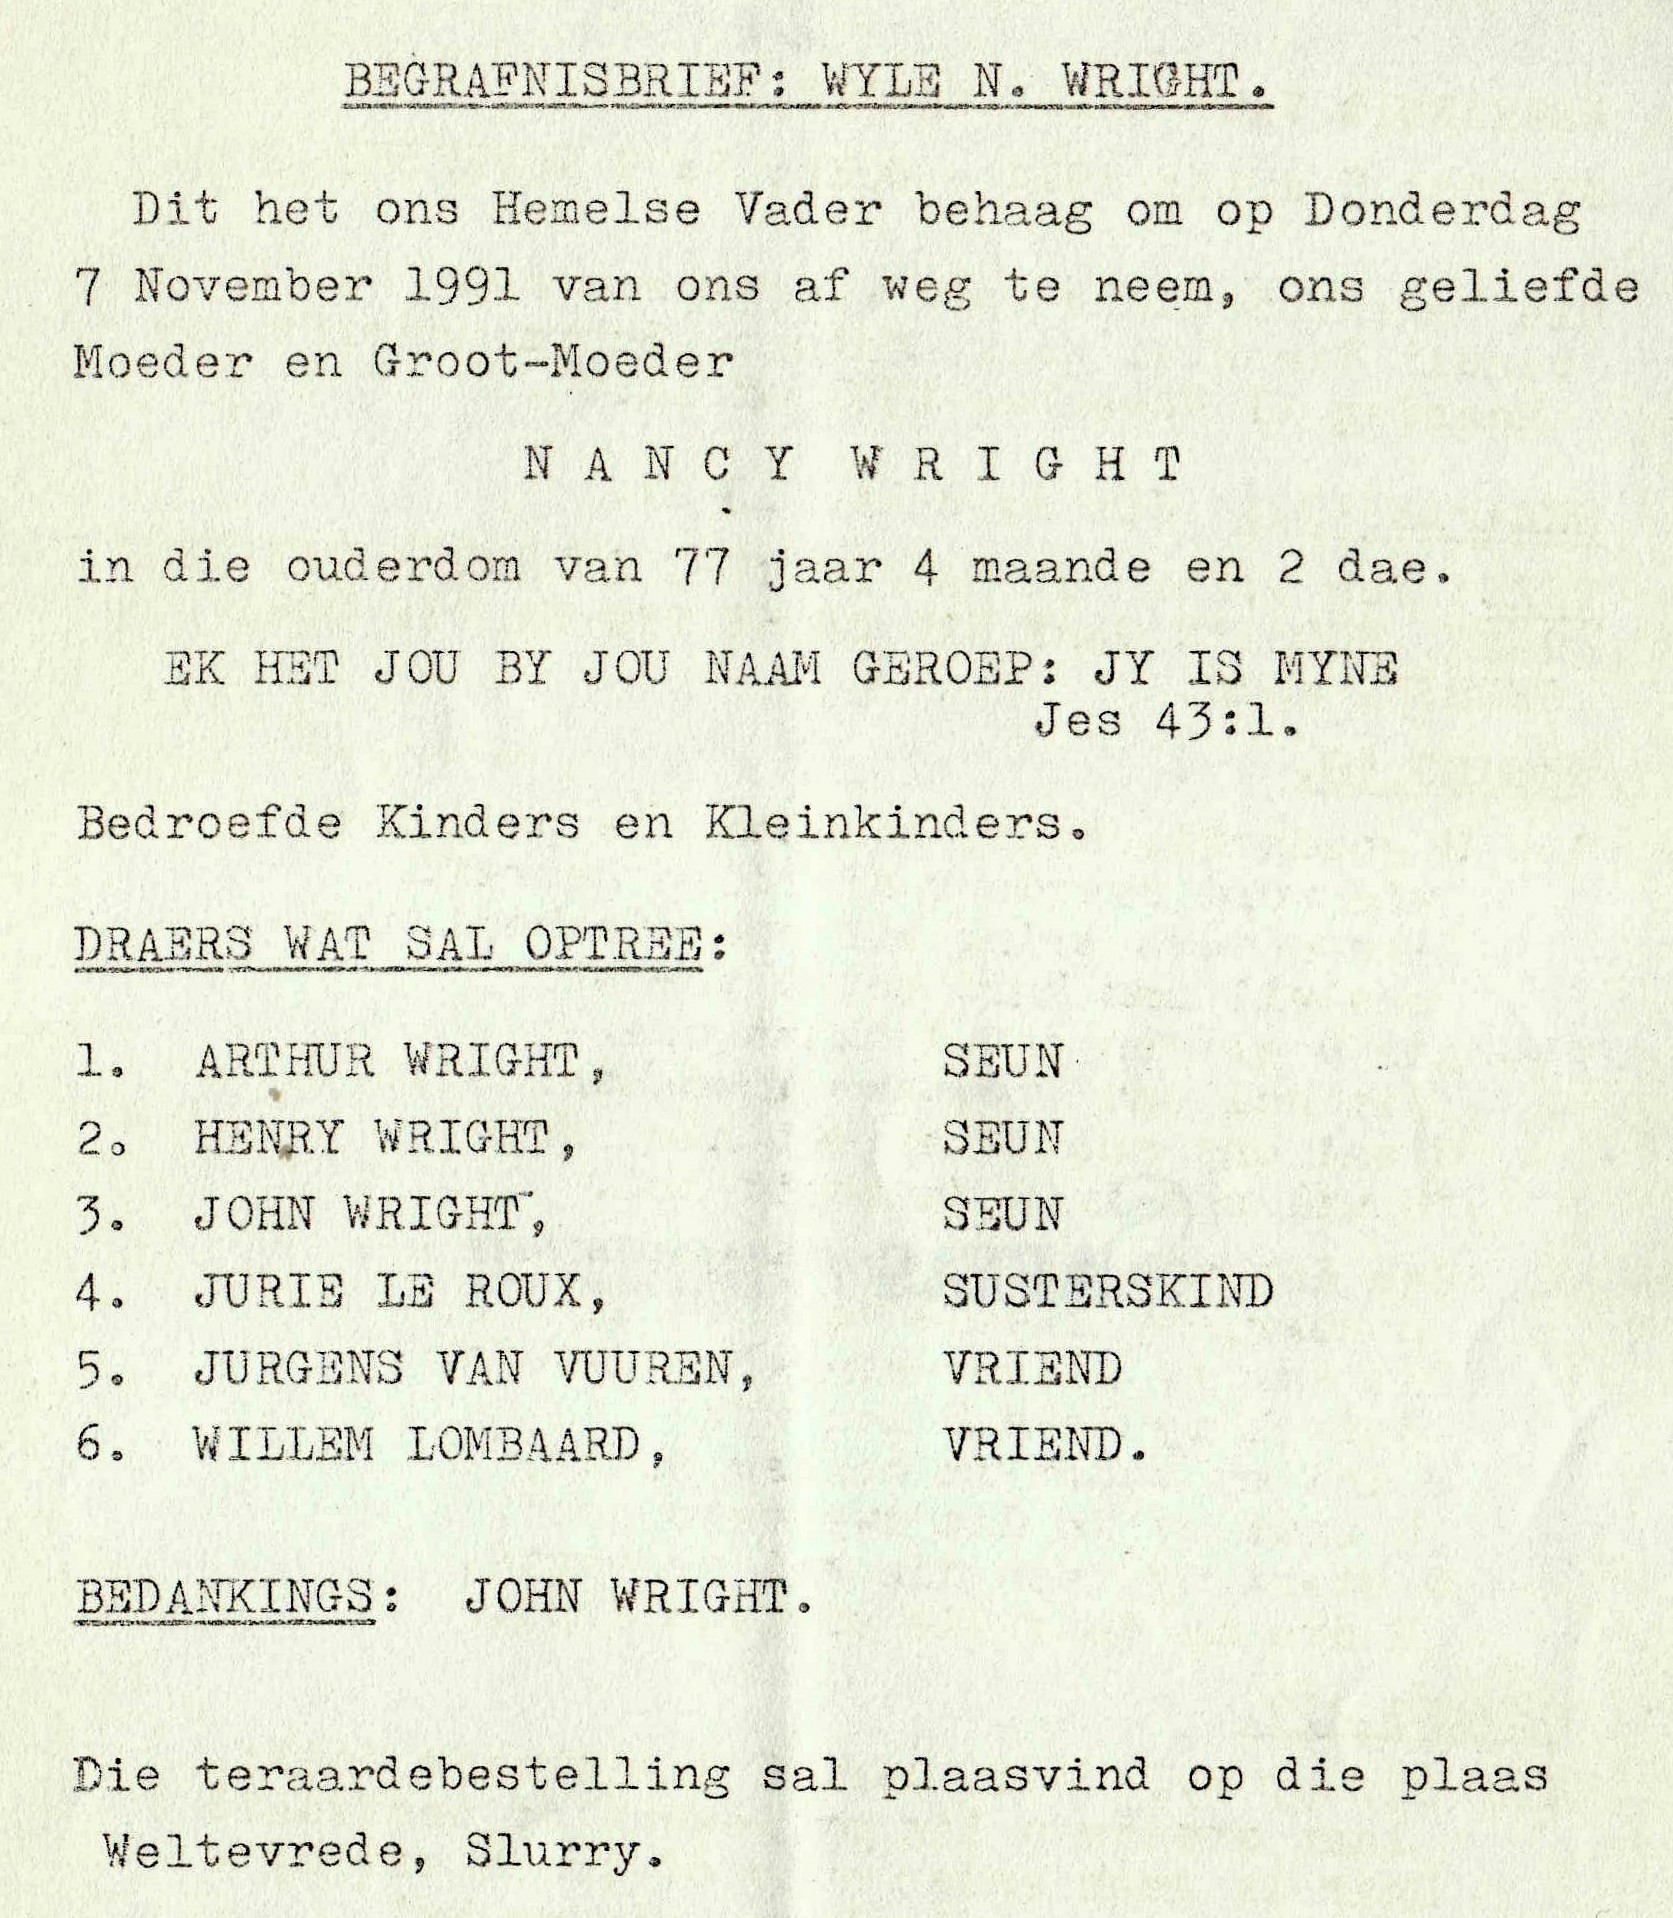 BEGRAFNISBRIEF: WYLE N. WRIGHT.
Dit het ons Hemelse Vader behaag om op Donderdag
7 November 1991 van ons af weg te neem, ons geliefde
Moeder en Groot-Moeder
N A N C Y W R I G H T
in die ouderdom van 77 jaar 4 maande en 2 dae.
EK HET JOU BY JOU NAAM GEROEP: JY IS MYNE
Jes 43:1.
Bedroefde Kinders en Kleinkinders.
DRAERS WAT SAL OPTREE:
1. ARTHUR WRIGHT, SEUN
2. HENRY WRIGHT, SEUN
3. JOHN WRIGHT, SEUN
4. JURIE LE ROUX, SUSTERSKIND
5. JURGENS VAN VUUREN, VRIEND
6. WILLEM LOMBAARD, VRIEND.
BEDANKINGS: JOHN WRIGHT.
Die teraardebestelling sal plaasvind op die plaas
Weltevrede, Slurry.